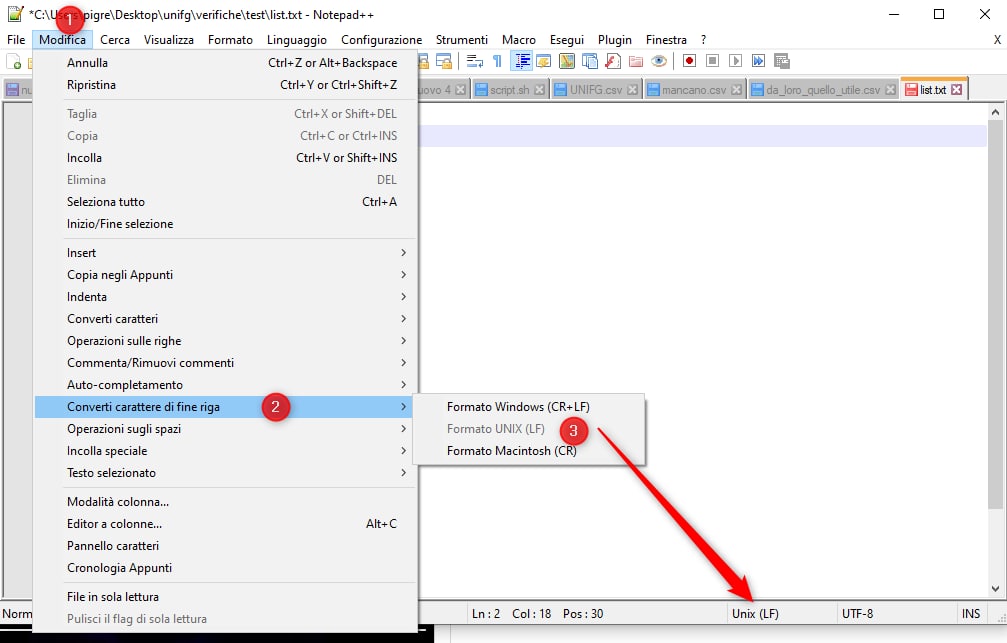 *C:\Users\pigre\Desktop\unifg\verifiche\test\list.txt - Notepad++
1
File Modifica Cerca Visualizza Formato Linguaggio Configurazione Strumenti Macro Esegui Plugin Finestra ? X
uovo 4 script.sh UNIFG.csv mancano.csv da_loro_quello_utile.csv list.txt
Annulla Ctrl+Z or Alt+Backspace
Ripristina Ctrl+Y or Ctrl+Shift+Z
Taglia Ctrl+X or Shift+DEL
Copia Ctrl+C or Ctrl+INS
Incolla Ctrl+V or Shift+INS
Elimina DEL
Seleziona tutto Ctrl+A
Inizio/Fine selezione
Insert
Copia negli Appunti
Indenta
Converti caratteri
Operazioni sulle righe
Commenta/Rimuovi commenti
Auto-completamento
Converti carattere di fine riga 2
Operazioni sugli spazi
Incolla speciale
Testo selezionato
Modalità colonna...
Editor a colonne... Alt+C
Pannello caratteri
Cronologia Appunti
File in sola lettura
Pulisci il flag di sola lettura
Formato Windows (CR+LF)
Formato UNIX (LF) 3
Formato Macintosh (CR)
Norm Ln : 2 Col : 18 Pos : 30 Unix (LF) UTF-8 INS